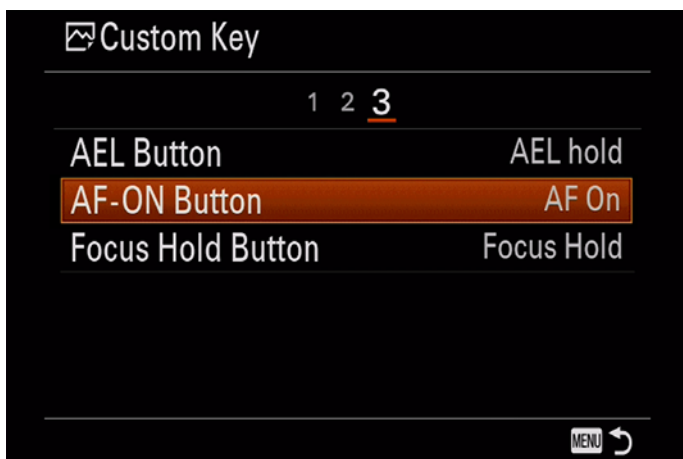 Custom Key
1 2 3
AEL Button AEL hold
AF-ON Button AF On
Focus Hold Button Focus Hold
MENU